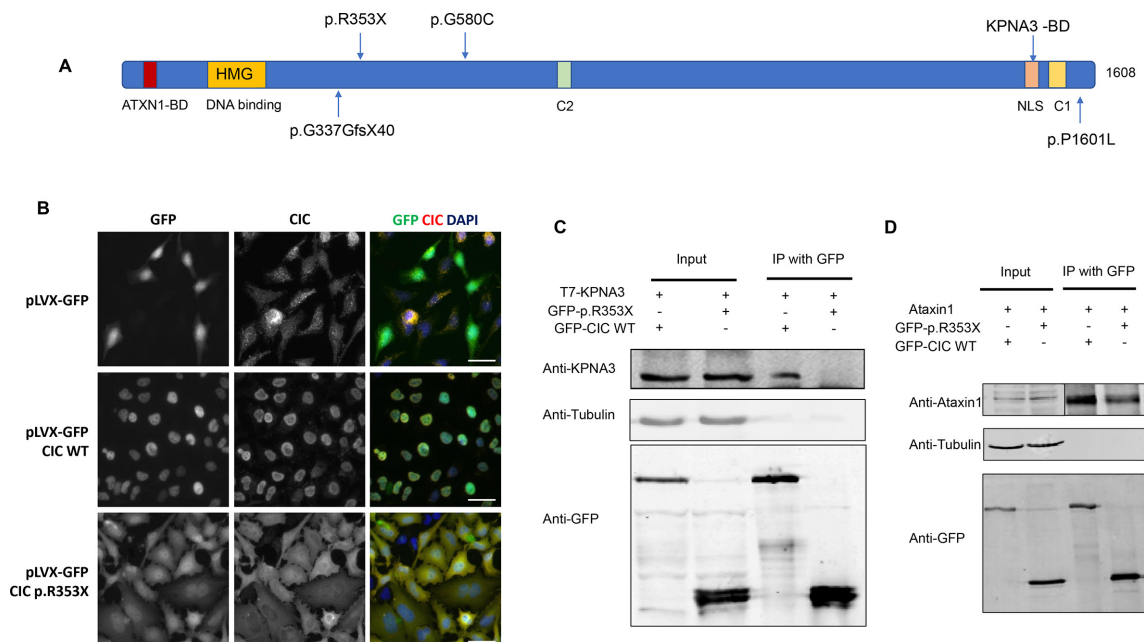 p.R353X
p.G580C
KPNA3 -BD
A
HMG
1608
ATXN1-BD
DNA binding
C2
NLS
C1
p.G337GfsX40
p.P1601L
B
GFP
CIC
GFP CIC DAPI
pLVX-GFP
pLVX-GFP
CIC WT
pLVX-GFP
CIC p.R353X
C
Input
IP with GFP
T7-KPNA3 + + + +
GFP-p.R353X - + - +
GFP-CIC WT + - + -
Anti-KPNA3
Anti-Tubulin
Anti-GFP
D
Input
IP with GFP
Ataxin1 + + + +
GFP-p.R353X - + - +
GFP-CIC WT + - + -
Anti-Ataxin1
Anti-Tubulin
Anti-GFP